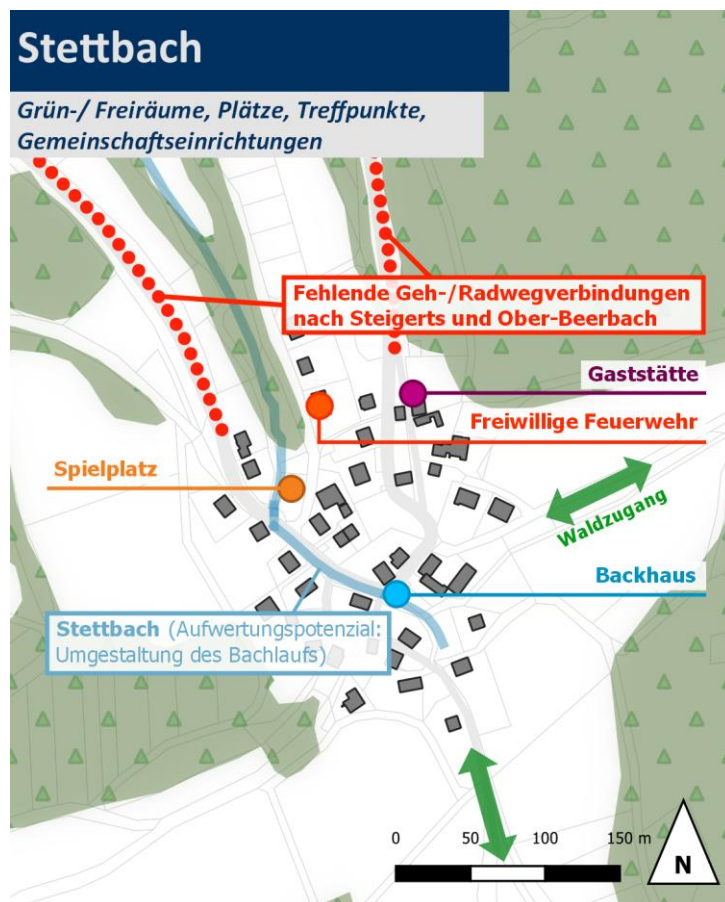 Stettbach
Grün-/ Freiräume, Plätze, Treffpunkte,
Gemeinschaftseinrichtungen
Fehlende Geh-/Radwegverbindungen
nach Steigerts und Ober-Beerbach
Gaststätte
Freiwillige Feuerwehr
Spielplatz
Waldzugang
Backhaus
Stettbach (Aufwertungspotenzial:
Umgestaltung des Bachlaufs)
0 50 100 150 m
N